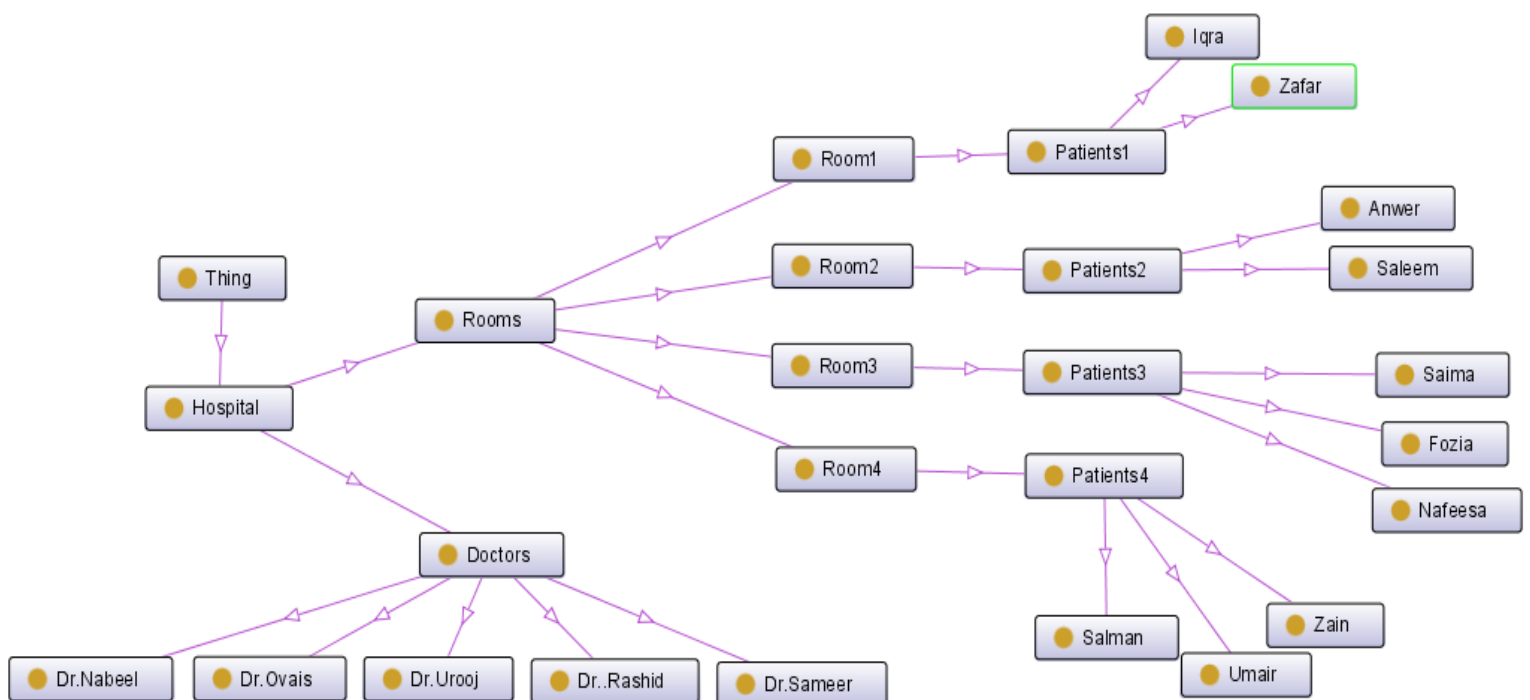 Iqra
Zafar
Room1
Patients1
Anwer
Thing
Room2
Patients2
Saleem
Rooms
Room3
Patients3
Saima
Hospital
Fozia
Room4
Patients4
Nafeesa
Doctors
Salman
Zain
Umair
Dr.Nabeel
Dr.Ovais
Dr.Urooj
Dr..Rashid
Dr.Sameer